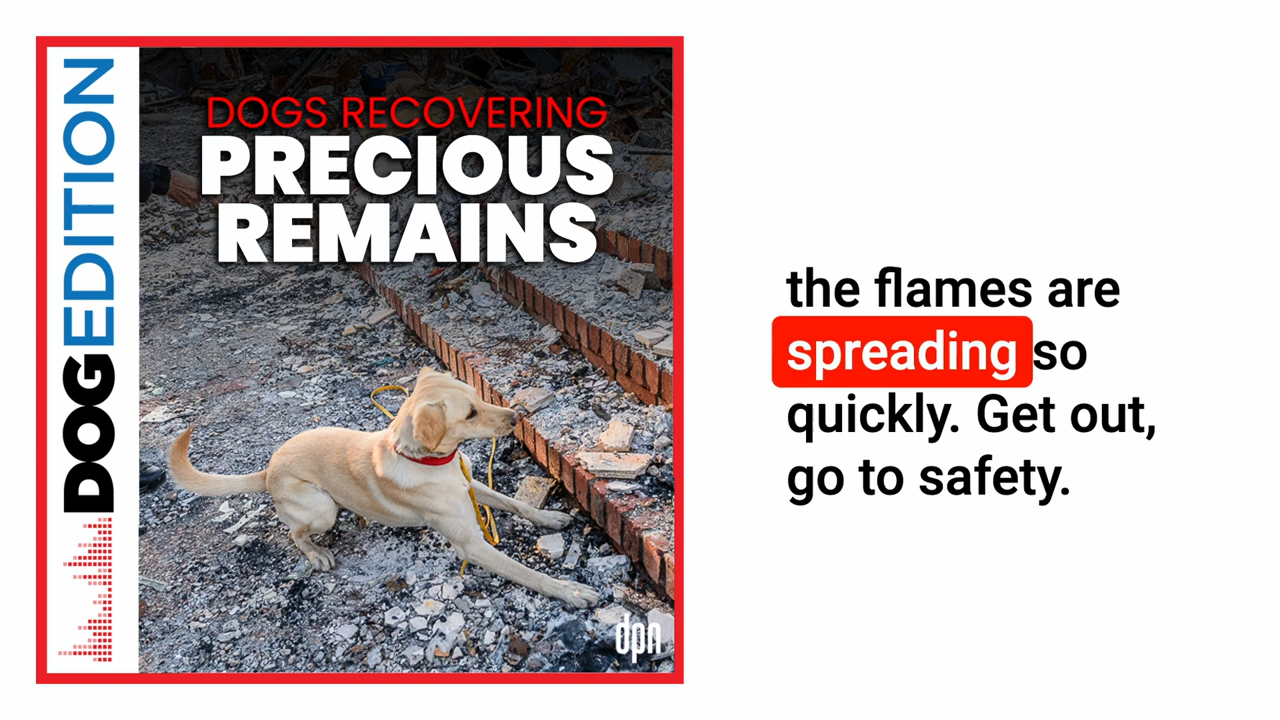 DOGEDITION
DOGS RECOVERING
PRECIOUS
REMAINS
dpn
the flames are
spreading so
quickly. Get out,
go to safety.